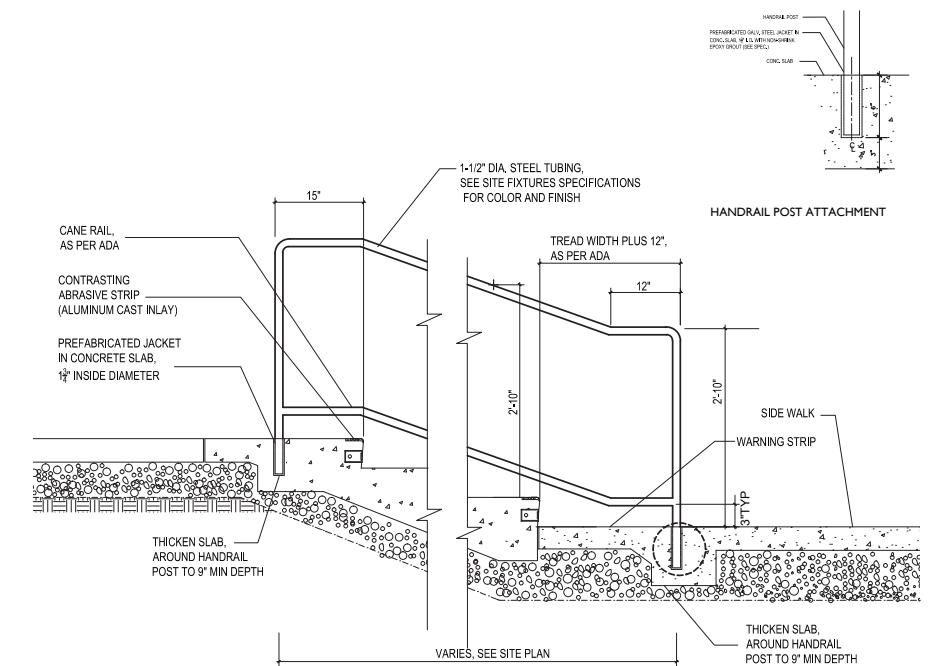 HANDRAIL POST
PREFABRICATED GALV. STEEL JACKET IN
CONC. SLAB, I.D. WITH NON-SHRINK
EPOXY GROUT (SEE SPEC.)
CONC. SLAB
6"
3"
HANDRAIL POST ATTACHMENT
1-1/2" DIA. STEEL TUBING,
SEE SITE FIXTURES SPECIFICATIONS
FOR COLOR AND FINISH
15"
CANE RAIL,
AS PER ADA
TREAD WIDTH PLUS 12",
AS PER ADA
CONTRASTING
ABRASIVE STRIP
(ALUMINUM CAST INLAY)
12"
PREFABRICATED JACKET
IN CONCRETE SLAB,
1 3/4" INSIDE DIAMETER
2'-10"
2'-10"
SIDE WALK
WARNING STRIP
3"TYP
THICKEN SLAB,
AROUND HANDRAIL
POST TO 9" MIN DEPTH
THICKEN SLAB,
AROUND HANDRAIL
POST TO 9" MIN DEPTH
VARIES, SEE SITE PLAN